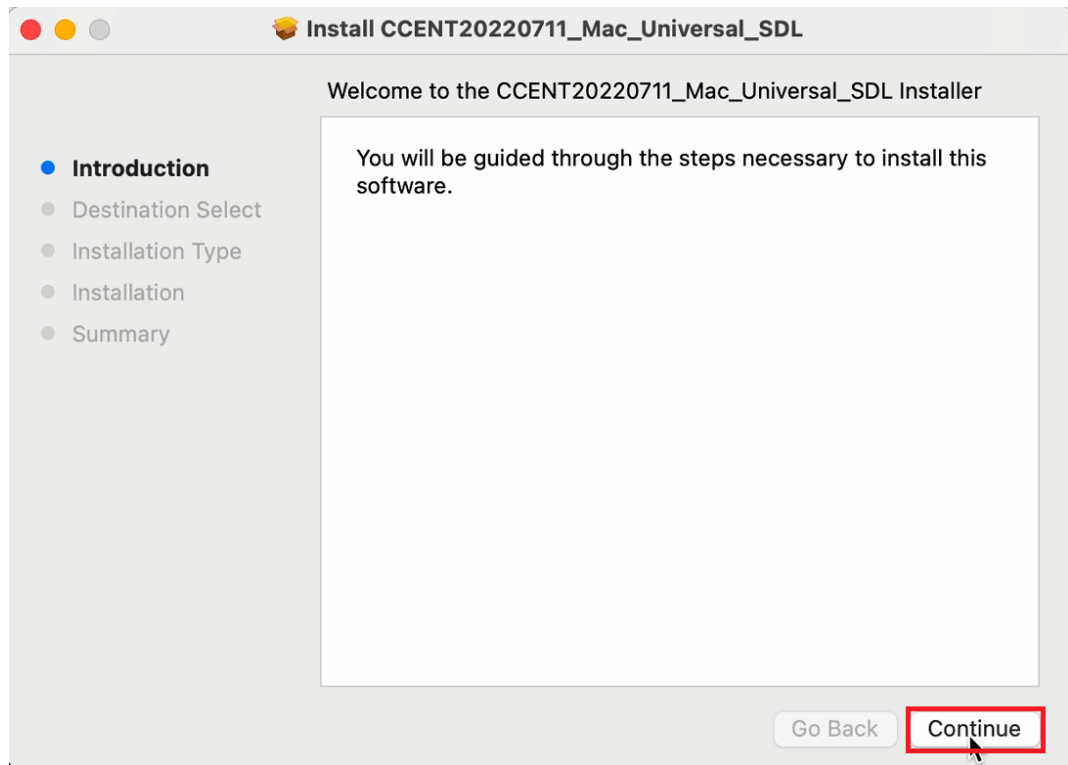 Install CCENT20220711_Mac_Universal_SDL
Welcome to the CCENT20220711_Mac_Universal_SDL Installer
Introduction
Destination Select
Installation Type
Installation
Summary
You will be guided through the steps necessary to install this
software.
Go Back
Continue